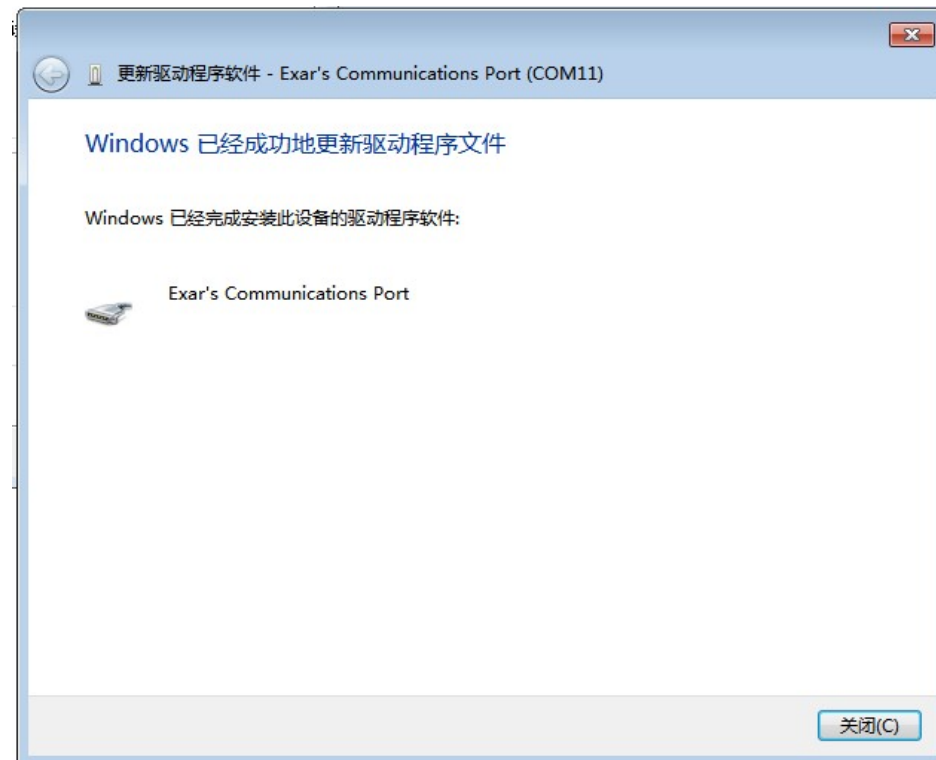 更新驱动程序软件 - Exar's Communications Port (COM11)
Windows 已经成功地更新驱动程序文件
Windows 已经完成安装此设备的驱动程序软件:
Exar's Communications Port
关闭(C)